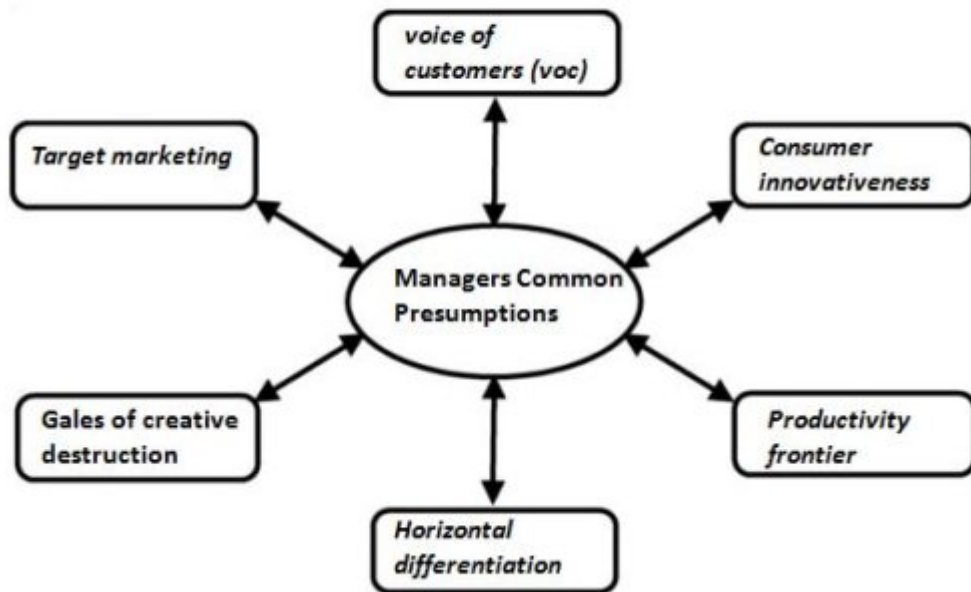 voice of
customers (voc)
Target marketing
Consumer
innovativeness
Managers Common
Presumptions
Gales of creative
destruction
Productivity
frontier
Horizontal
differentiation